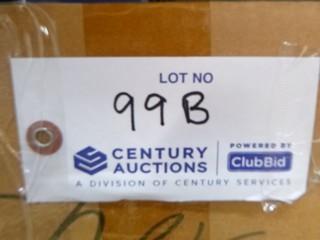 LOT NO
99B
CENTURY AUCTIONS
POWERED BY
ClubBid
A DIVISION OF CENTURY SERVICES